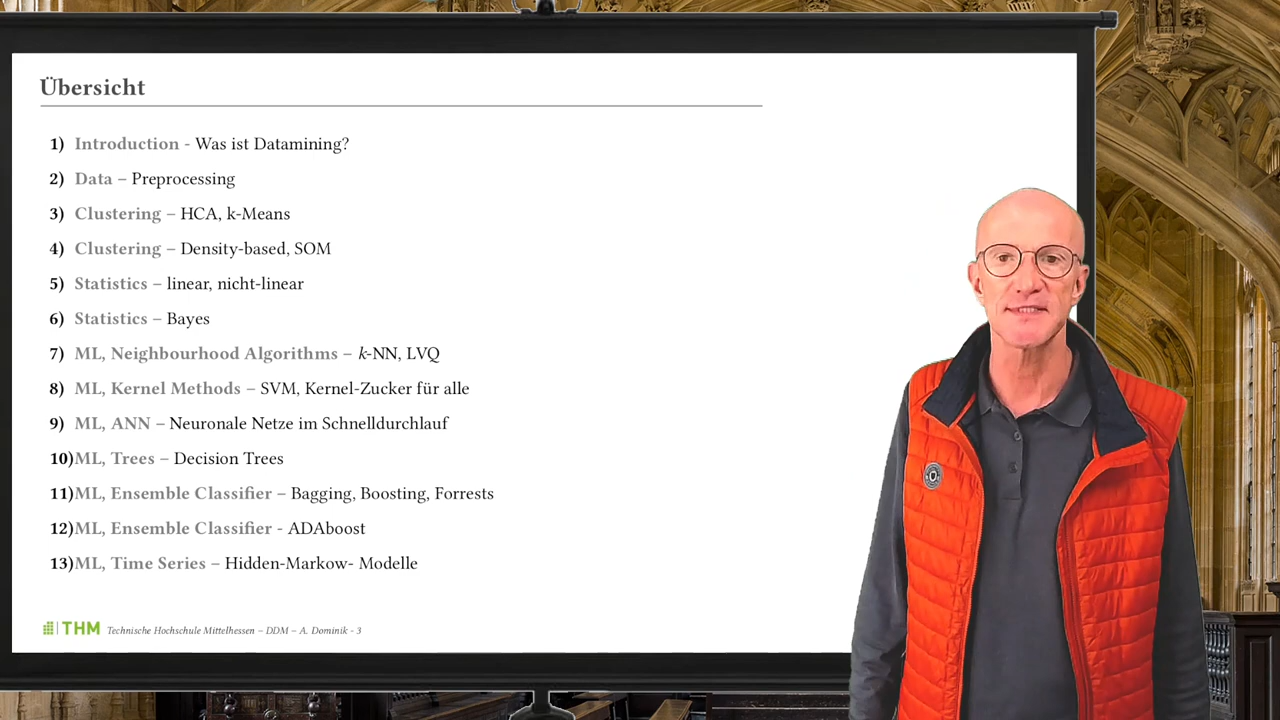 Übersicht
1) Introduction - Was ist Datamining?
2) Data – Preprocessing
3) Clustering – HCA, k-Means
4) Clustering – Density-based, SOM
5) Statistics – linear, nicht-linear
6) Statistics – Bayes
7) ML, Neighbourhood Algorithms – k-NN, LVQ
8) ML, Kernel Methods – SVM, Kernel-Zucker für alle
9) ML, ANN – Neuronale Netze im Schnelldurchlauf
10)ML, Trees – Decision Trees
11)ML, Ensemble Classifier – Bagging, Boosting, Forrests
12)ML, Ensemble Classifier - ADAboost
13)ML, Time Series – Hidden-Markow- Modelle
THM Technische Hochschule Mittelhessen – DDM – A. Dominik - 3